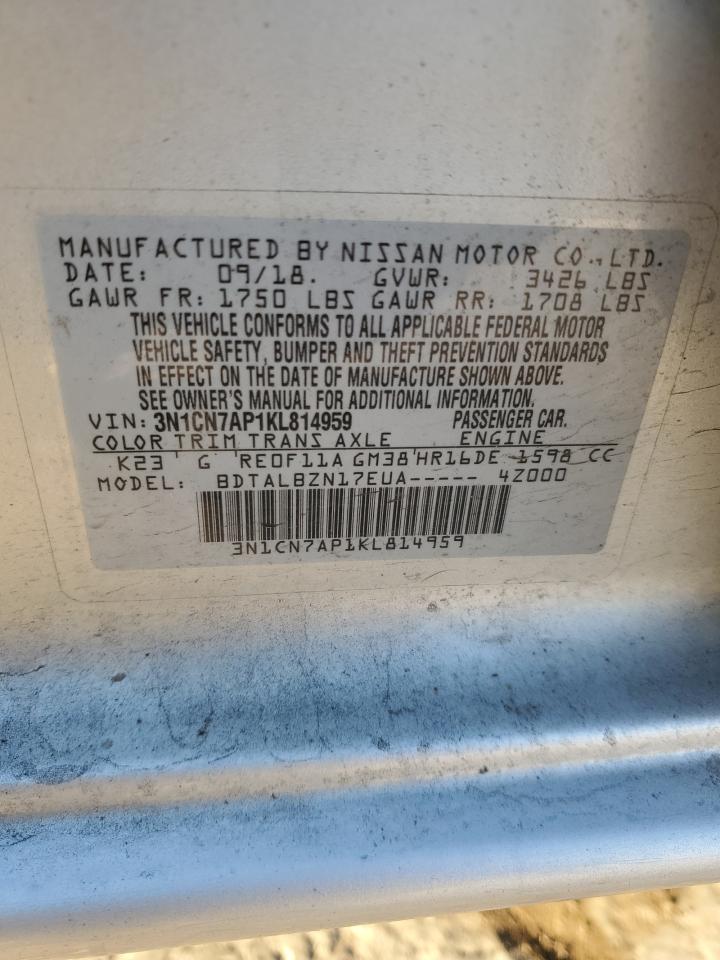 MANUFACTURED BY NISSAN MOTOR CO., LTD.
DATE: 09/18. GVWR: 3426 LBS
GAWR FR: 1750 LBS GAWR RR: 1708 LBS
THIS VEHICLE CONFORMS TO ALL APPLICABLE FEDERAL MOTOR
VEHICLE SAFETY, BUMPER AND THEFT PREVENTION STANDARDS
IN EFFECT ON THE DATE OF MANUFACTURE SHOWN ABOVE.
SEE OWNER'S MANUAL FOR ADDITIONAL INFORMATION.
VIN: 3N1CN7AP1KL814959 PASSENGER CAR.
COLOR TRIM TRANS AXLE ENGINE
K23 G RE0F11A GM38 HR16DE 1598 CC
MODEL: BDTALBZN17EUA----- 4Z000
3N1CN7AP1KL814959